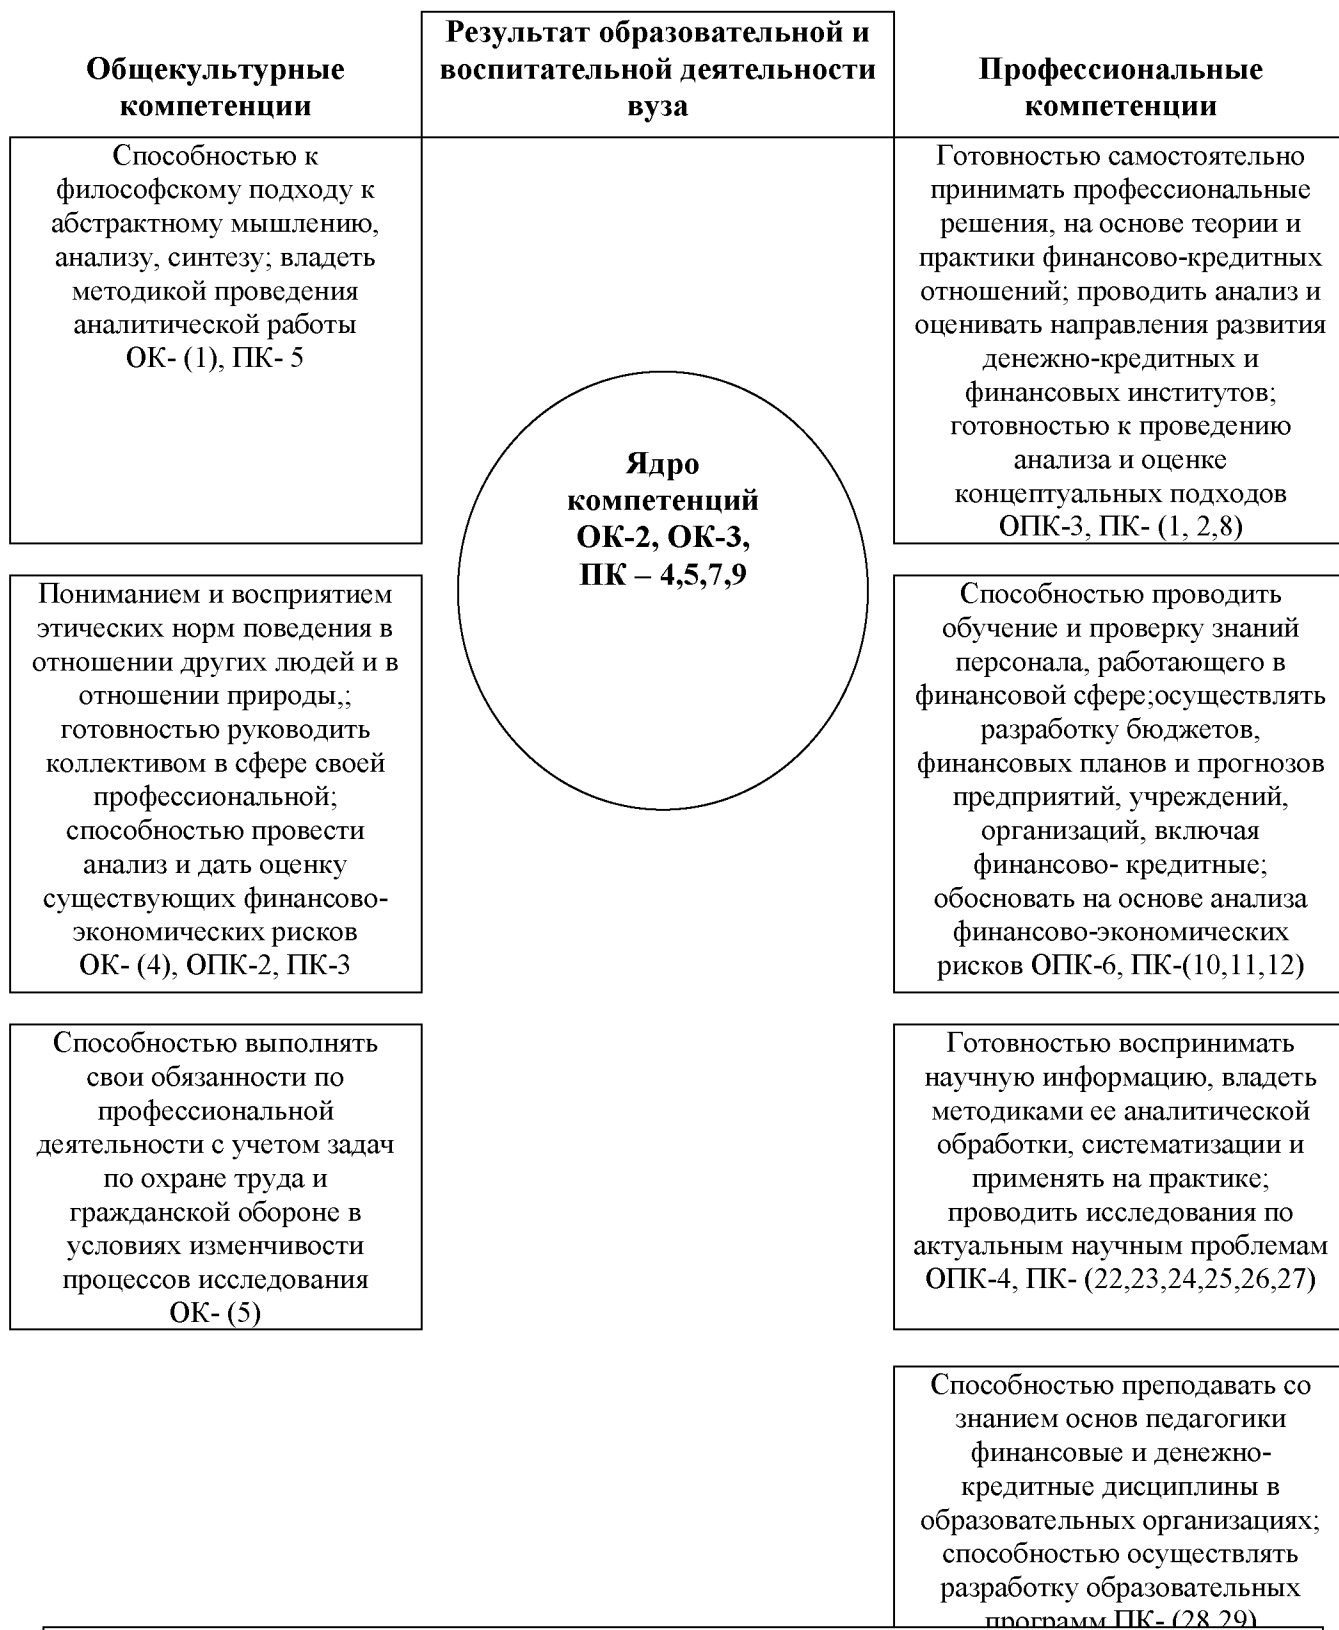 Общекультурные
компетенции
Результат образовательной и
воспитательной деятельности
вуза
Профессиональные
компетенции
Способностью к
философскому подходу к
абстрактному мышлению,
анализу, синтезу; владеть
методикой проведения
аналитической работы
ОК- (1), ПК- 5
Пониманием и восприятием
этических норм поведения в
отношении других людей и в
отношении природы,;
готовностью руководить
коллективом в сфере своей
профессиональной;
способностью провести
анализ и дать оценку
существующих финансово-
экономических рисков
ОК- (4), ОПК-2, ПК-3
Способностью выполнять
свои обязанности по
профессиональной
деятельности с учетом задач
по охране труда и
гражданской обороне в
условиях изменчивости
процессов исследования
ОК- (5)
Ядро
компетенций
ОК-2, ОК-3,
ПК – 4,5,7,9
Готовностью самостоятельно
принимать профессиональные
решения, на основе теории и
практики финансово-кредитных
отношений; проводить анализ и
оценивать направления развития
денежно-кредитных и
финансовых институтов;
готовностью к проведению
анализа и оценке
концептуальных подходов
ОПК-3, ПК- (1, 2,8)
Способностью проводить
обучение и проверку знаний
персонала, работающего в
финансовой сфере;осуществлять
разработку бюджетов,
финансовых планов и прогнозов
предприятий, учреждений,
организаций, включая
финансово- кредитные;
обосновать на основе анализа
финансово-экономических
рисков ОПК-6, ПК-(10,11,12)
Готовностью воспринимать
научную информацию, владеть
методиками ее аналитической
обработки, систематизации и
применять на практике;
проводить исследования по
актуальным научным проблемам
ОПК-4, ПК- (22,23,24,25,26,27)
Способностью преподавать со
знанием основ педагогики
финансовые и денежно-
кредитные дисциплины в
образовательных организациях;
способностью осуществлять
разработку образовательных
программ ПК- (28,29)